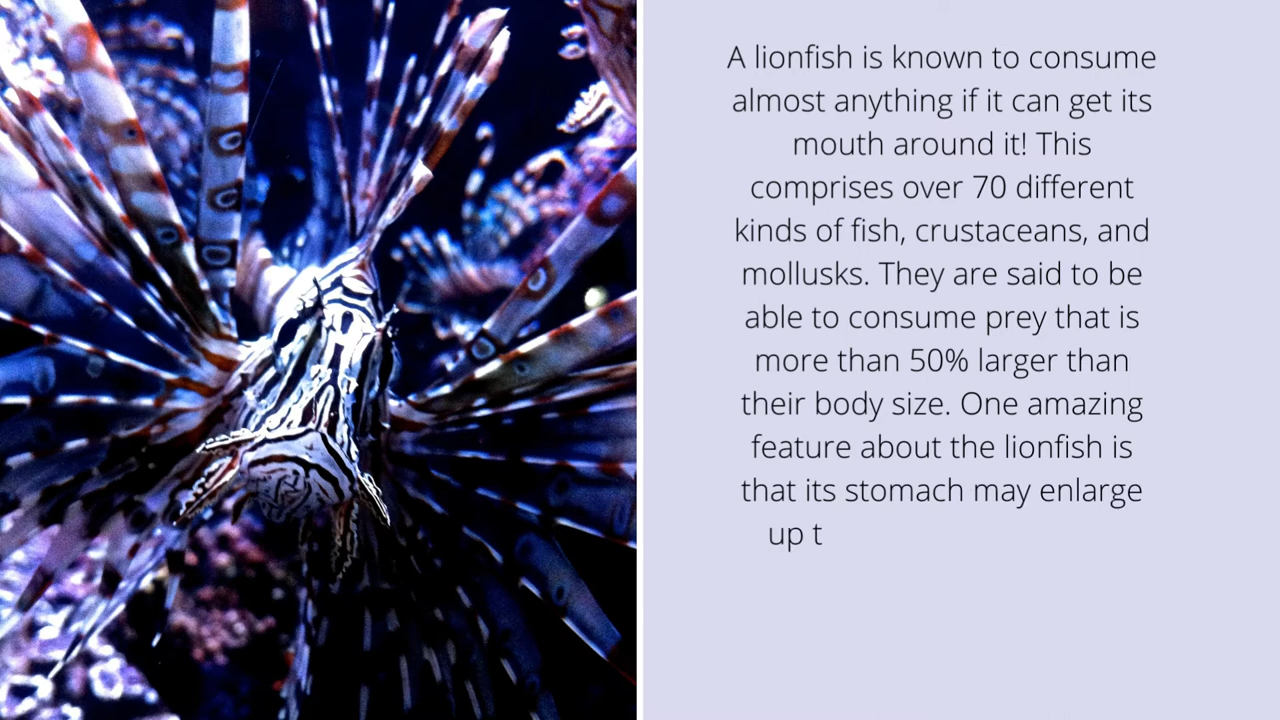 A lionfish is known to consume
almost anything if it can get its
mouth around it! This
comprises over 70 different
kinds of fish, crustaceans, and
mollusks. They are said to be
able to consume prey that is
more than 50% larger than
their body size. One amazing
feature about the lionfish is
that its stomach may enlarge
up t